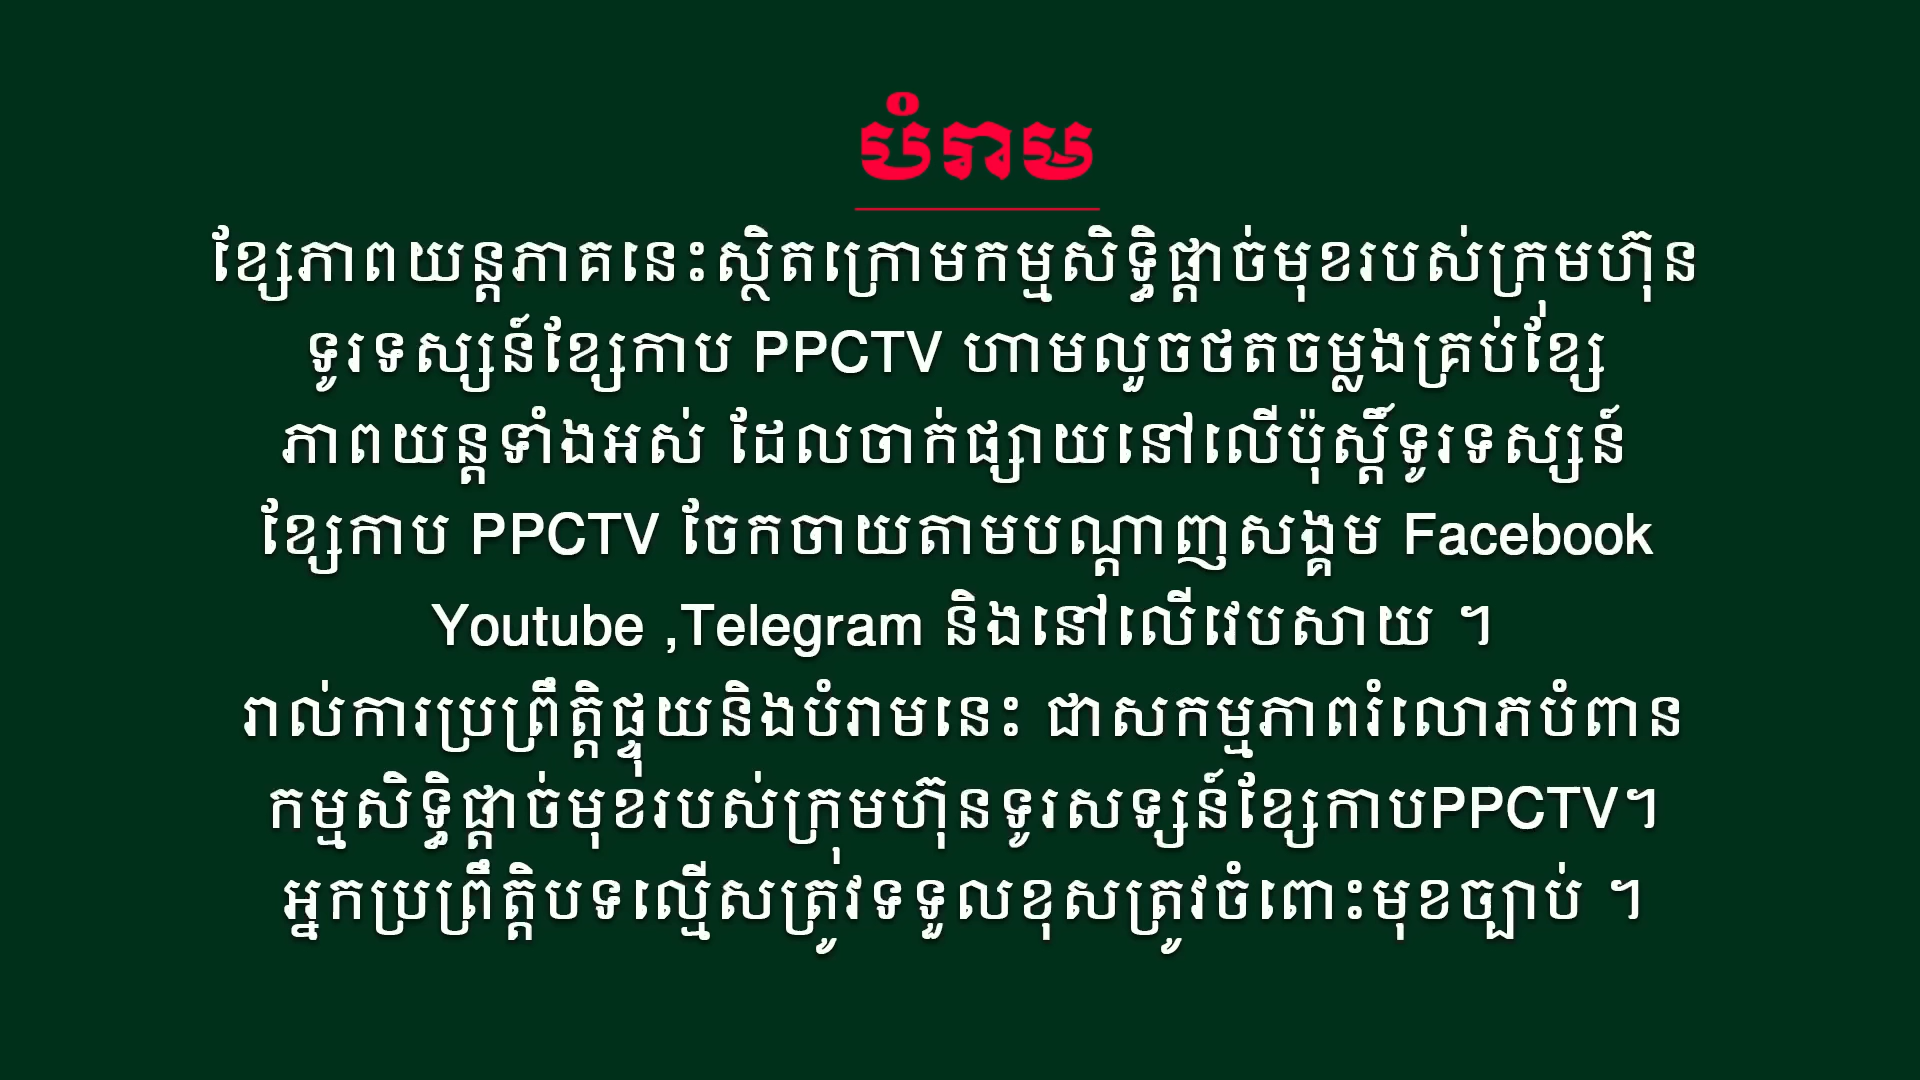 បំរាម
ខ្សែភាពយន្តភាគនេះស្ថិតក្រោមកម្មសិទ្ធិផ្តាច់មុខរបស់ក្រុមហ៊ុន
ទូរទស្សន៍ខ្សែកាប PPCTV ហាមលួចថតចម្លងគ្រប់ខ្សែ
ភាពយន្តទាំងអស់ ដែលចាក់ផ្សាយនៅលើប៉ុស្តិ៍ទូរទស្សន៍
ខ្សែកាប PPCTV ចែកចាយតាមបណ្តាញសង្គម Facebook
Youtube ,Telegram និងនៅលើវេបសាយ ។
រាល់ការប្រព្រឹត្តិផ្ទុយនិងបំរាមនេះ ជាសកម្មភាពរំលោភបំពាន
កម្មសិទ្ធិផ្តាច់មុខរបស់ក្រុមហ៊ុនទូរសទ្សន៍ខ្សែកាបPPCTV។
អ្នកប្រព្រឹត្តិបទល្មើសត្រូវទទួលខុសត្រូវចំពោះមុខច្បាប់ ។